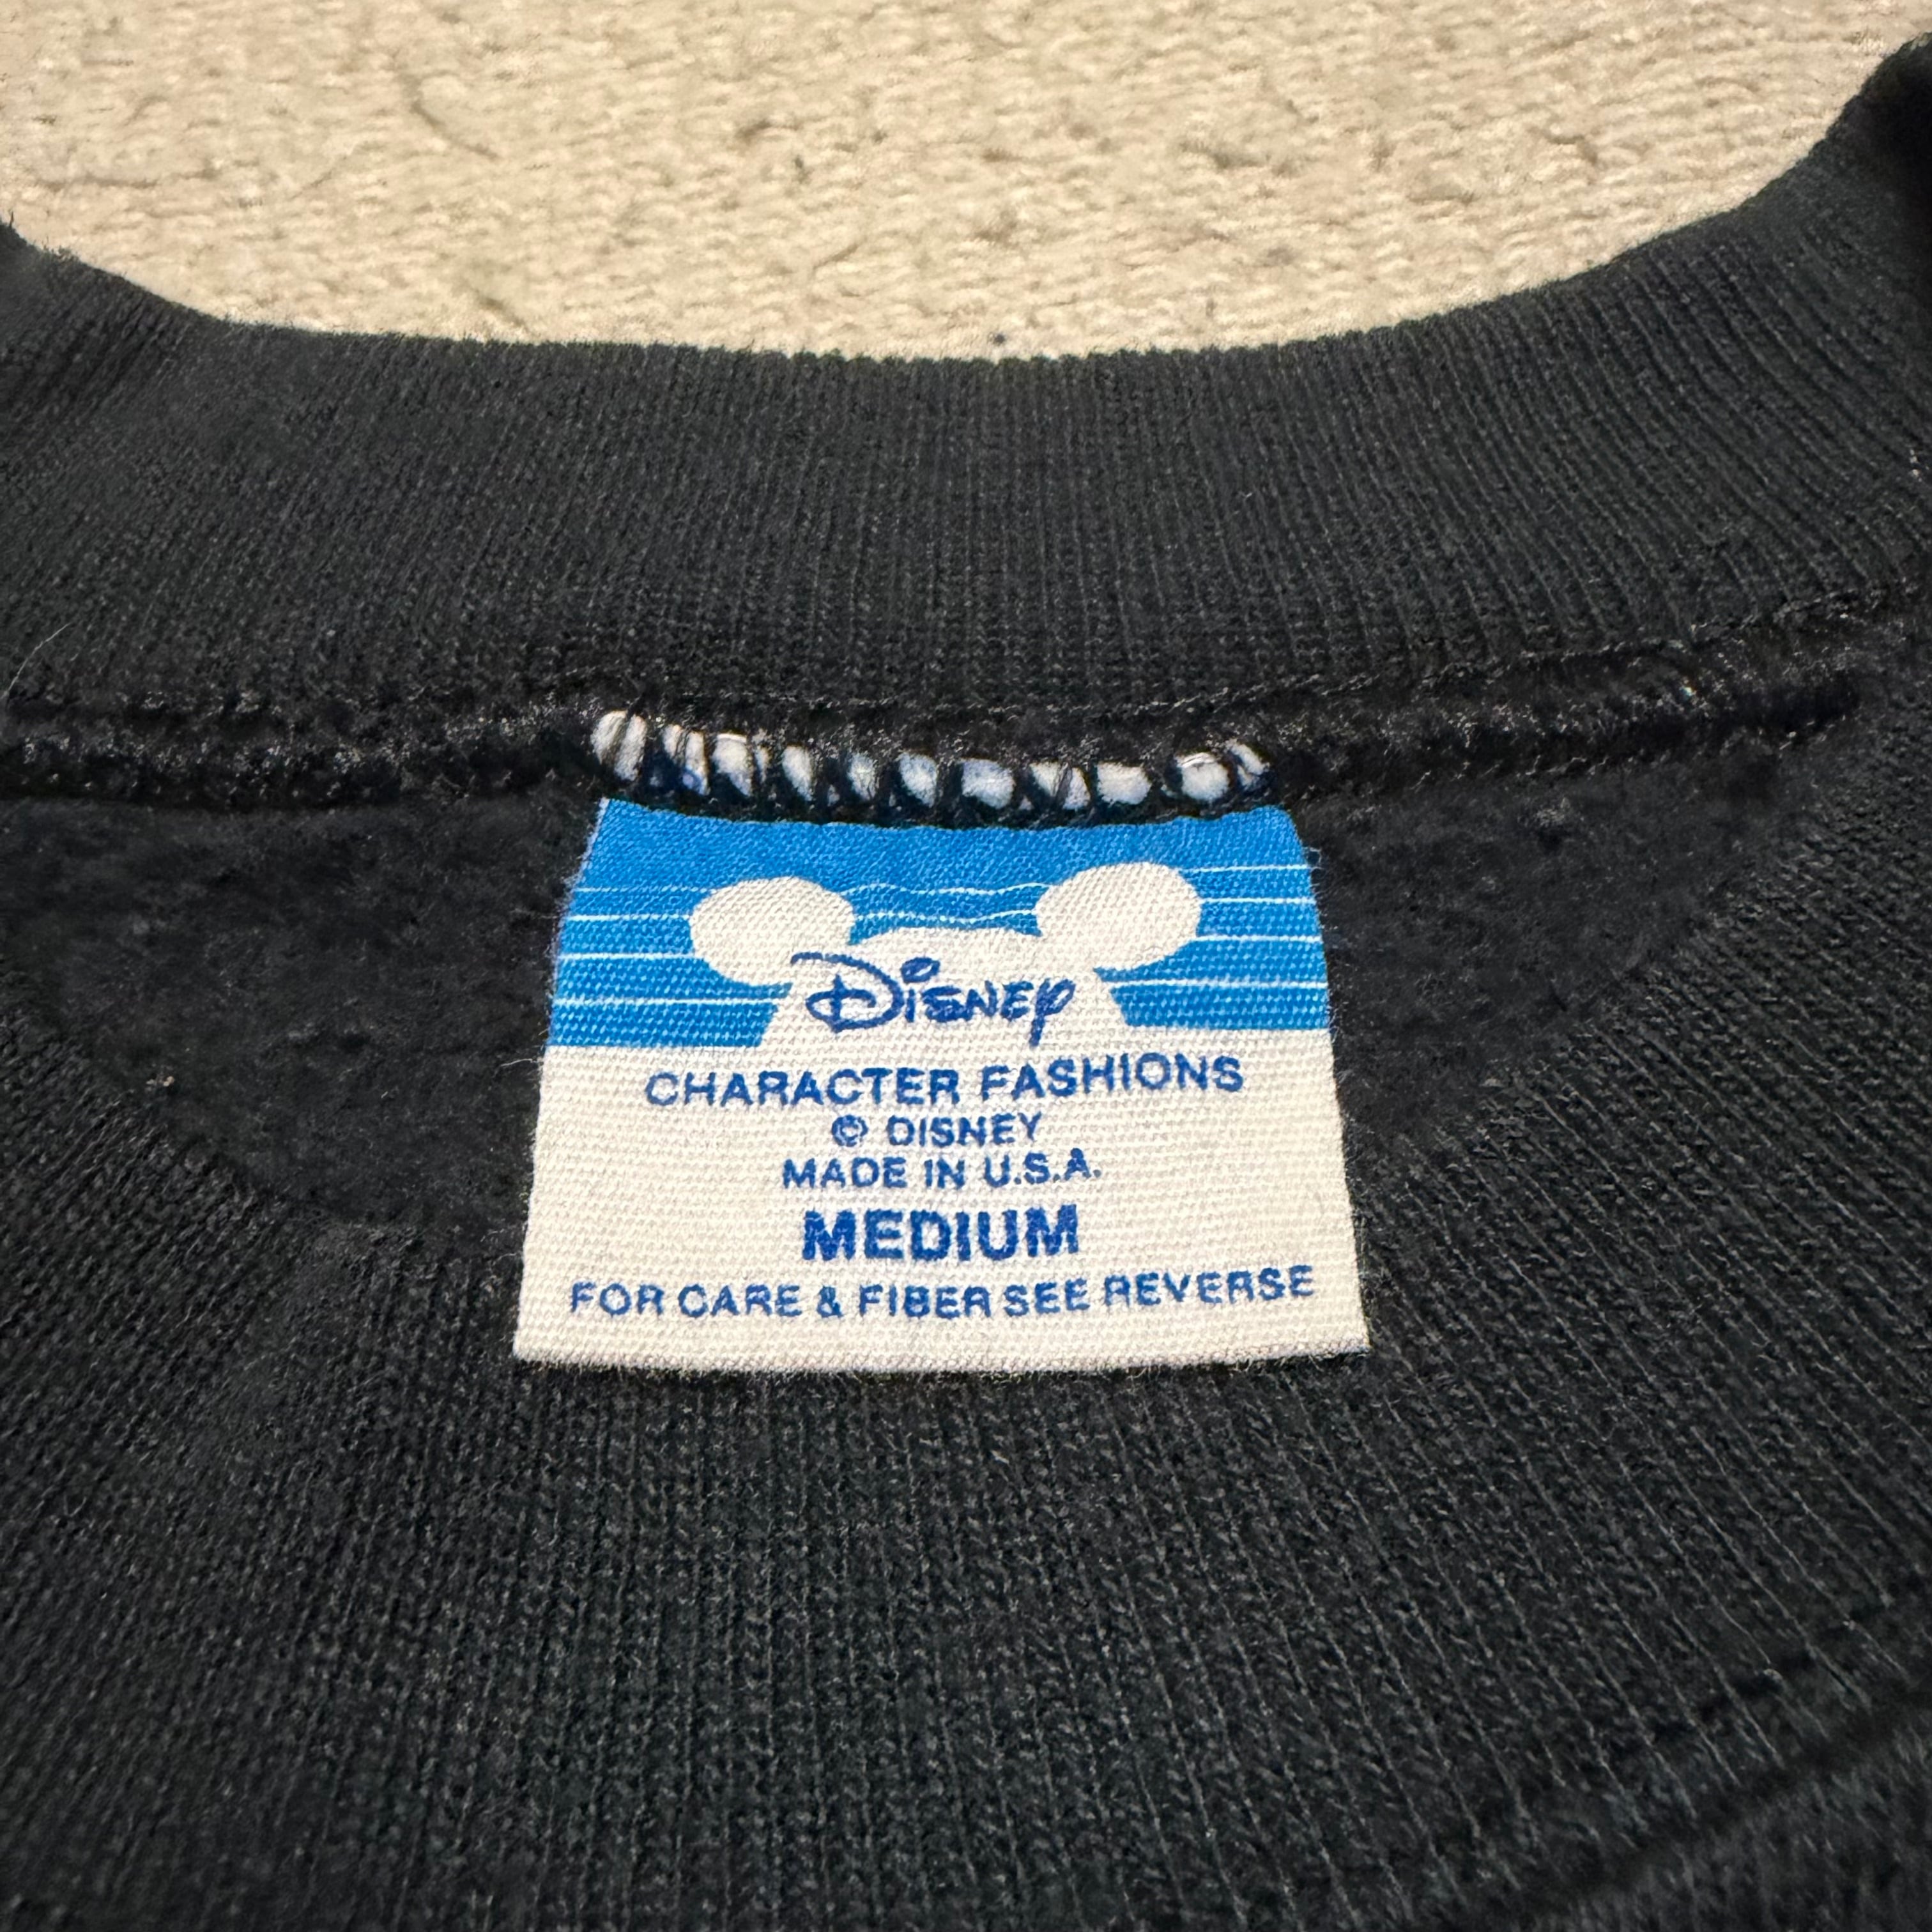 Disney
CHARACTER FASHIONS
© DISNEY
MADE IN U.S.A.
MEDIUM
FOR CARE & FIBER SEE REVERSE